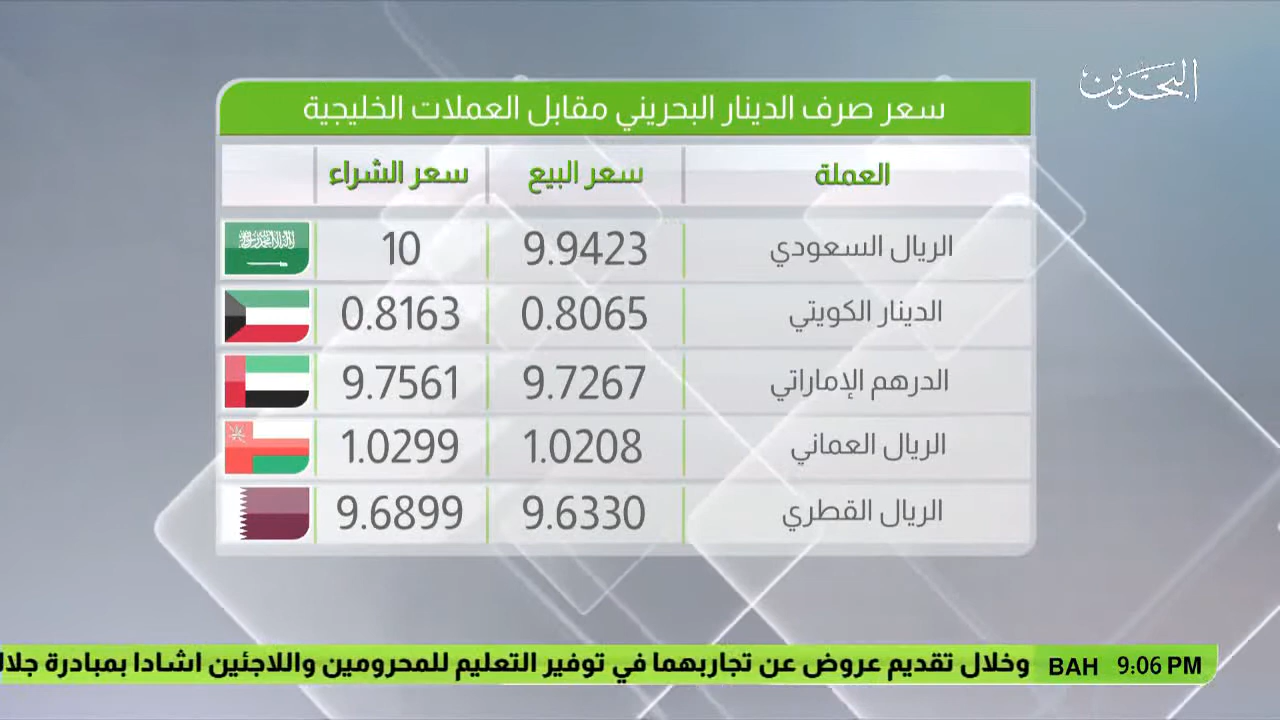 البحرين
سعر صرف الدينار البحريني مقابل العملات الخليجية
العملة سعر البيع سعر الشراء
الريال السعودي 9.9423 10
الدينار الكويتي 0.8065 0.8163
الدرهم الإماراتي 9.7267 9.7561
الريال العماني 1.0208 1.0299
الريال القطري 9.6330 9.6899
BAH 9:06 PM
وخلال تقديم عروض عن تجاربهما في توفير التعليم للمحرومين واللاجئين اشادا بمبادرة